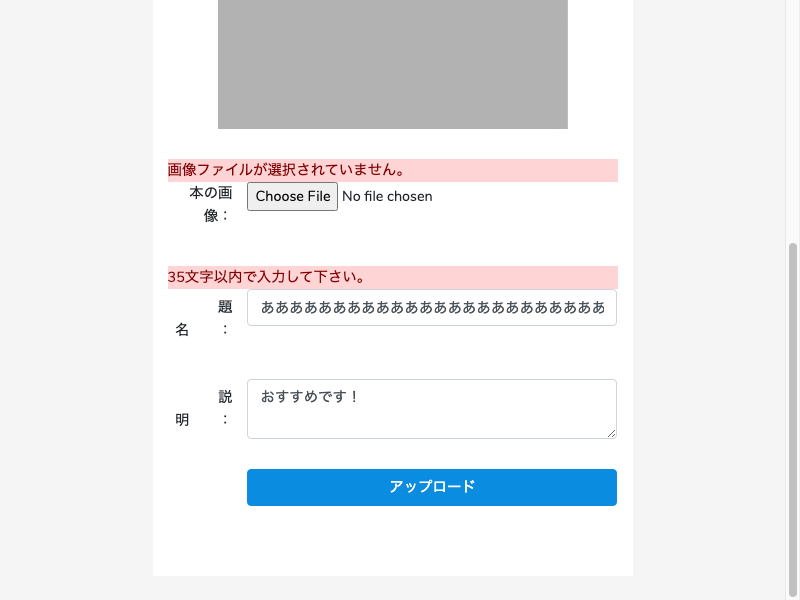 画像ファイルが選択されていません。
本の画
像：
Choose File No file chosen
35文字以内で入力して下さい。
題
名　　：
ああああああああああああああああああああああああ
説
明　　：
おすすめです！
アップロード